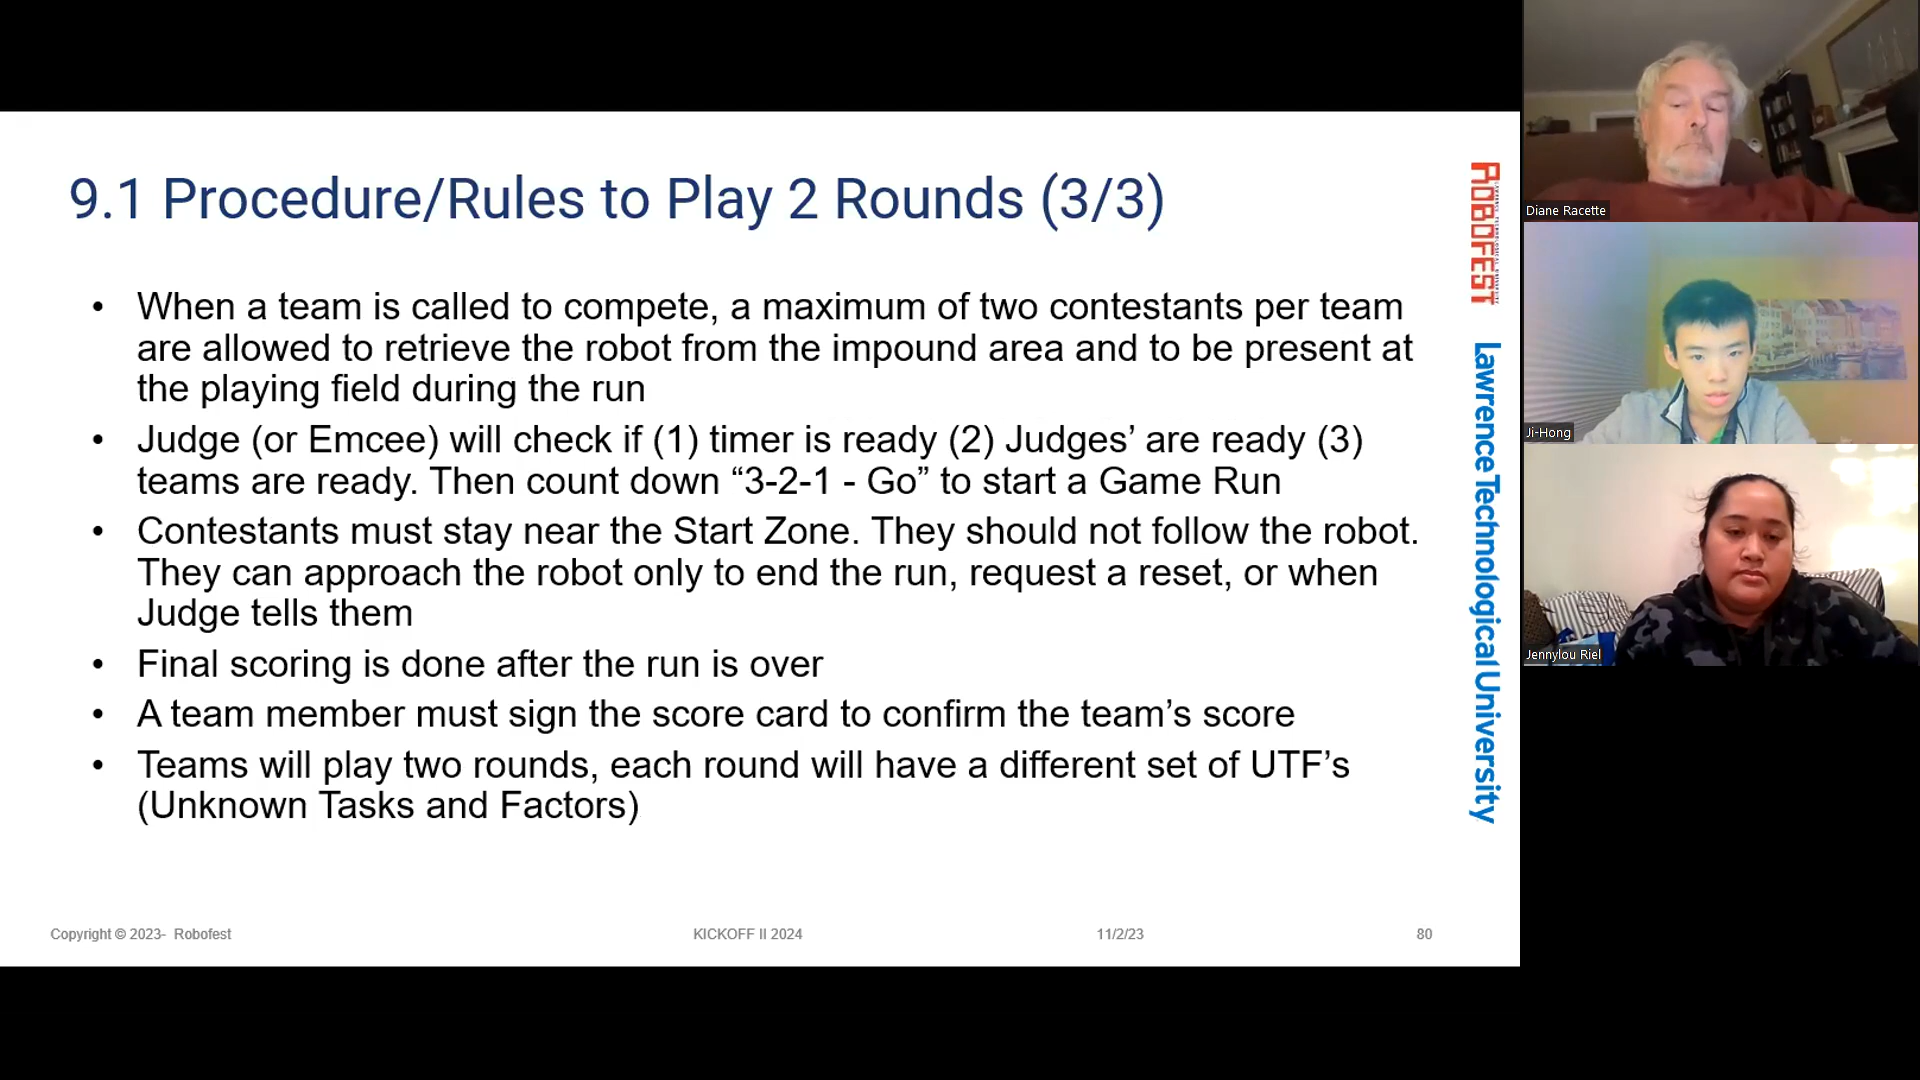 9.1 Procedure/Rules to Play 2 Rounds (3/3)
• When a team is called to compete, a maximum of two contestants per team
are allowed to retrieve the robot from the impound area and to be present at
the playing field during the run
• Judge (or Emcee) will check if (1) timer is ready (2) Judges’ are ready (3)
teams are ready. Then count down “3-2-1 - Go” to start a Game Run
• Contestants must stay near the Start Zone. They should not follow the robot.
They can approach the robot only to end the run, request a reset, or when
Judge tells them
• Final scoring is done after the run is over
• A team member must sign the score card to confirm the team’s score
• Teams will play two rounds, each round will have a different set of UTF’s
(Unknown Tasks and Factors)
Copyright © 2023- Robofest
KICKOFF II 2024
11/2/23
80
ROBOFEST
Lawrence Technological University
Diane Racette
Ji-Hong
Jennylou Riel